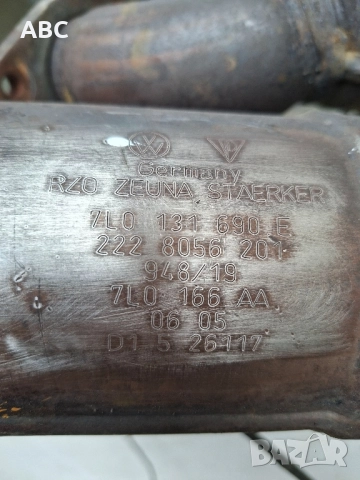 ABC
Germany
RZO ZEUNA STAERKER
7L0 131 690 E
222 8056 201
948/19
7L0 166 AA
06 05
D1 5 26117
BAZAR